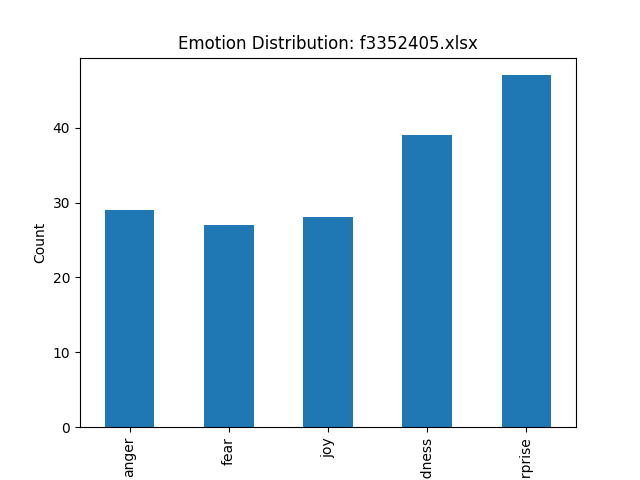 Emotion Distribution: f3352405.xlsx
Count
40
30
20
10
0
anger
fear
joy
dness
rprise